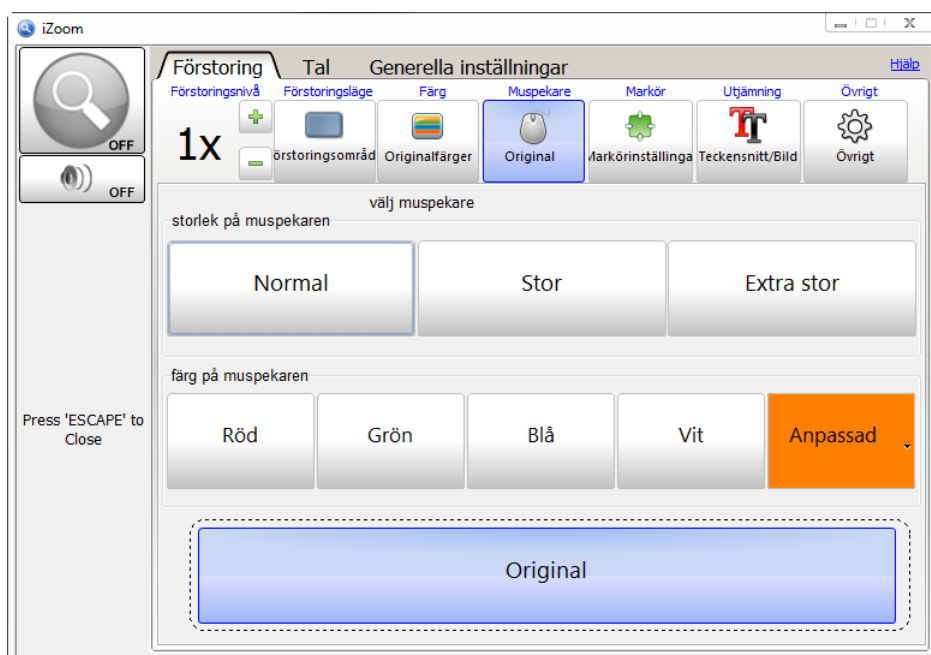 iZoom
Förstoring Tal Generella inställningar Hjälp
Förstoringsnivå Förstoringsläge Färg Muspekare Markör Utjämning Övrigt
OFF
1x
örstoringsområd Originalfärger Original Markörinställinga Teckensnitt/Bild Övrigt
OFF
välj muspekare
storlek på muspekaren
Normal Stor Extra stor
färg på muspekaren
Press 'ESCAPE' to
Close
Röd Grön Blå Vit Anpassad
Original